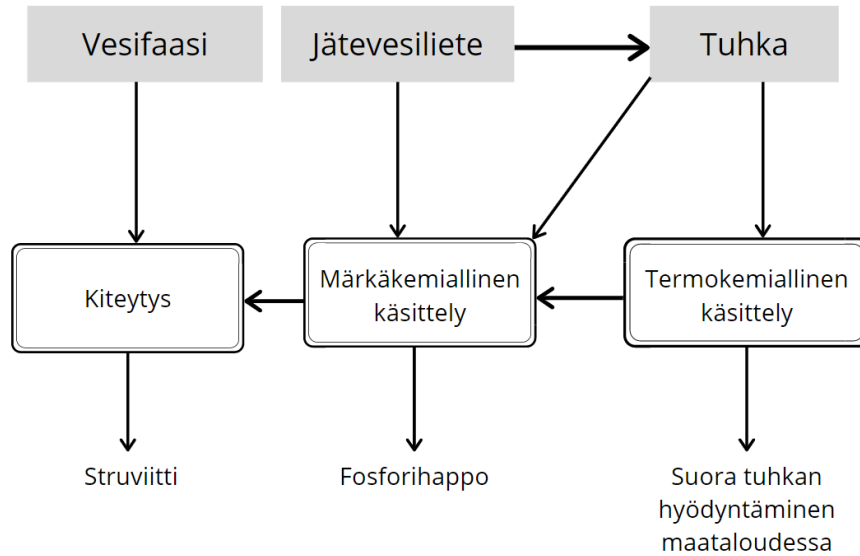 Vesifaasi
Jätevesiliete
Tuhka
Kiteytys
Märkäkemiallinen
käsittely
Termokemiallinen
käsittely
Struviitti
Fosforihappo
Suora tuhkan
hyödyntäminen
maataloudessa